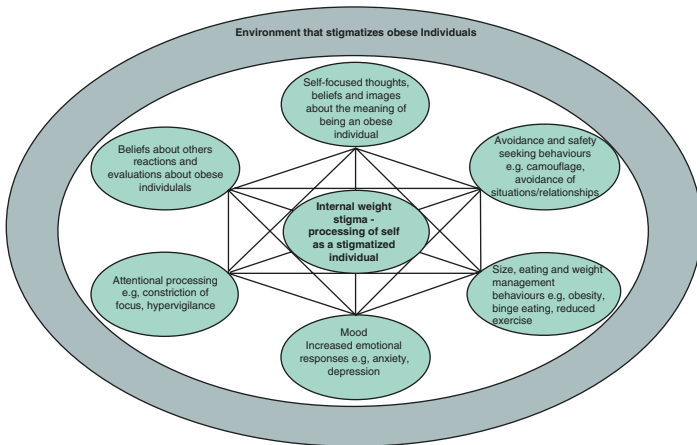 Environment that stigmatizes obese Individuals
Self-focused thoughts,
beliefs and images
about the meaning of
being an obese
individual
Beliefs about others
reactions and
evaluations about obese
individulals
Avoidance and safety
seeking behaviours
e.g. camouflage,
avoidance of
situations/relationships
Internal weight
stigma -
processing of self
as a stigmatized
individual
Attentional processing
e.g, constriction of
focus, hypervigilance
Size, eating and weight
management
behaviours e.g, obesity,
binge eating, reduced
exercise
Mood
Increased emotional
responses e.g, anxiety,
depression